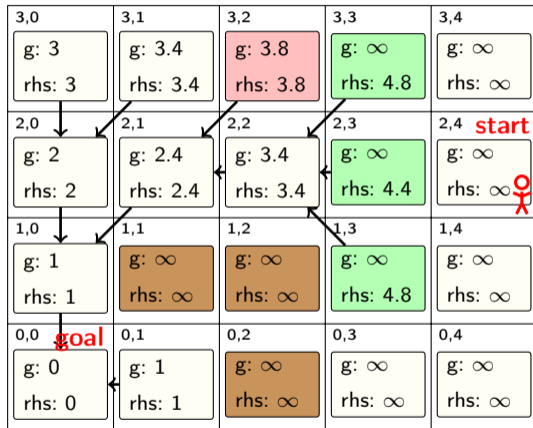 3,0 3,1 3,2 3,3 3,4
g: 3 g: 3.4 g: 3.8 g: ∞ g: ∞
rhs: 3 rhs: 3.4 rhs: 3.8 rhs: 4.8 rhs: ∞
2,0 2,1 2,2 2,3 2,4 start
g: 2 g: 2.4 g: 3.4 g: ∞ g: ∞
rhs: 2 rhs: 2.4 rhs: 3.4 rhs: 4.4 rhs: ∞
1,0 1,1 1,2 1,3 1,4
g: 1 g: ∞ g: ∞ g: ∞ g: ∞
rhs: 1 rhs: ∞ rhs: ∞ rhs: 4.8 rhs: ∞
0,0 goal 0,1 0,2 0,3 0,4
g: 0 g: 1 g: ∞ g: ∞ g: ∞
rhs: 0 rhs: 1 rhs: ∞ rhs: ∞ rhs: ∞